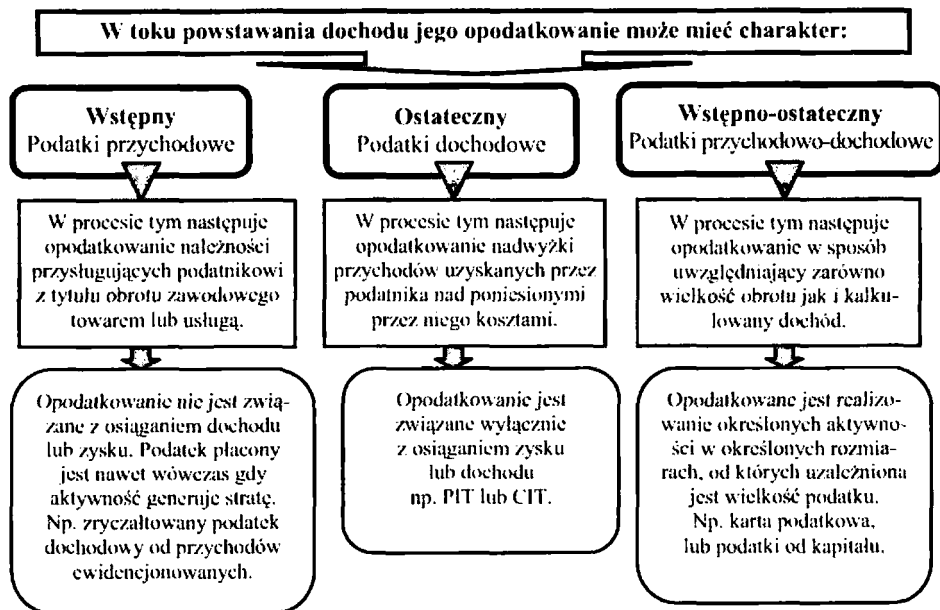 W toku powstawania dochodu jego opodatkowanie może mieć charakter:
Wstępny
Podatki przychodowe
W procesie tym następuje
opodatkowanie należności
przysługujących podatnikowi
z tytułu obrotu zawodowego
towarem lub usługą.
Opodatkowanie nie jest zwią-
zane z osiąganiem dochodu
lub zysku. Podatek płacony
jest nawet wówczas gdy
aktywność generuje stratę.
Np. zryczałtowany podatek
dochodowy od przychodów
ewidencjonowanych.
Ostateczny
Podatki dochodowe
W procesie tym następuje
opodatkowanie nadwyżki
przychodów uzyskanych przez
podatnika nad poniesionymi
przez niego kosztami.
Opodatkowanie jest
związane wyłącznie
z osiąganiem zysku
lub dochodu
np. PIT lub CIT.
Wstępno-ostateczny
Podatki przychodowo-dochodowe
W procesie tym następuje
opodatkowanie w sposób
uwzględniający zarówno
wielkość obrotu jak i kalku-
lowany dochód.
Opodatkowane jest realizo-
wanie określonych aktywno-
ści w określonych rozmia-
rach, od których uzależniona
jest wielkość podatku.
Np. karta podatkowa,
lub podatki od kapitału.